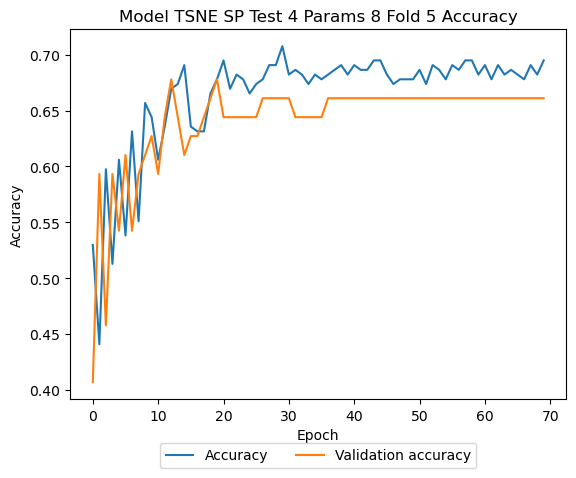 Model TSNE SP Test 4 Params 8 Fold 5 Accuracy
Accuracy
0.70
0.65
0.60
0.55
0.50
0.45
0.40
0 10 20 30 40 50 60 70
Epoch
Accuracy Validation accuracy